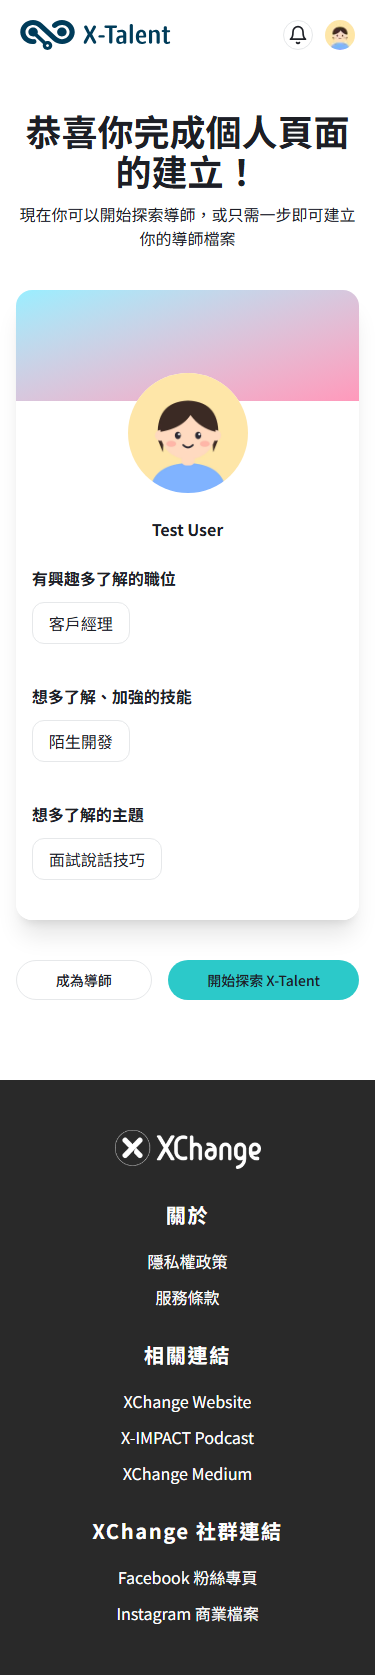 X-Talent
恭喜你完成個人頁面
的建立！
現在你可以開始探索導師，或只需一步即可建立
你的導師檔案
Test User
有興趣多了解的職位
客戶經理
想多了解、加強的技能
陌生開發
想多了解的主題
面試說話技巧
成為導師
開始探索 X-Talent
XChange
關於
隱私權政策
服務條款
相關連結
XChange Website
X-IMPACT Podcast
XChange Medium
XChange 社群連結
Facebook 粉絲專頁
Instagram 商業檔案